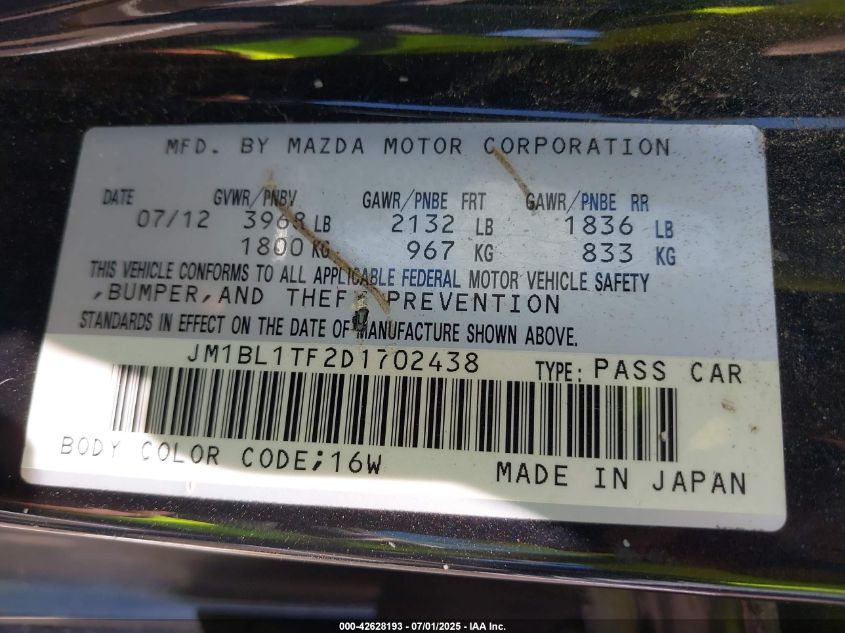 MFD. BY MAZDA MOTOR CORPORATION
DATE GVWR/PNBV GAWR/PNBE FRT GAWR/PNBE RR
07/12 3968 LB 2132 LB 1836 LB
1800 KG 967 KG 833 KG
THIS VEHICLE CONFORMS TO ALL APPLICABLE FEDERAL MOTOR VEHICLE SAFETY
,BUMPER,AND THEFT PREVENTION
STANDARDS IN EFFECT ON THE DATE OF MANUFACTURE SHOWN ABOVE.
JM1BL1TF2D1702438 TYPE: PASS CAR
BODY COLOR CODE;16W
MADE IN JAPAN
000-42628193 - 07/01/2025 - IAA Inc.